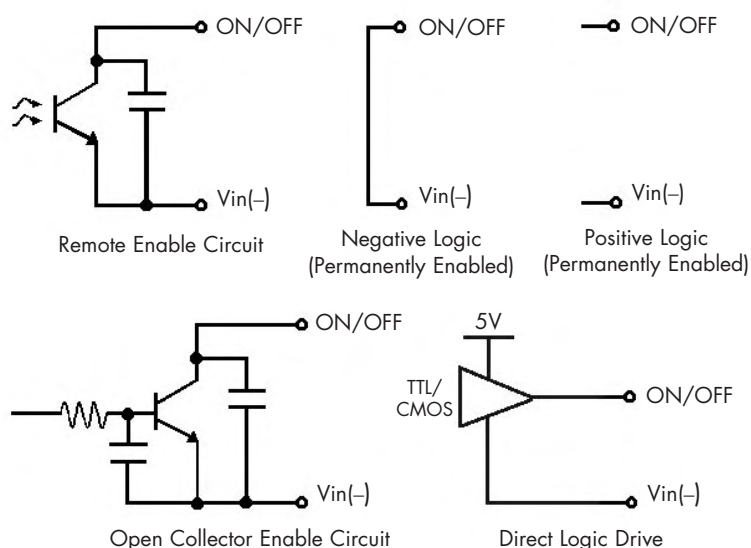 ON/OFF
Vin(–)
Remote Enable Circuit
ON/OFF
Vin(–)
Negative Logic
(Permanently Enabled)
ON/OFF
Vin(–)
Positive Logic
(Permanently Enabled)
ON/OFF
Vin(–)
Open Collector Enable Circuit
5V
TTL/
CMOS
ON/OFF
Vin(–)
Direct Logic Drive